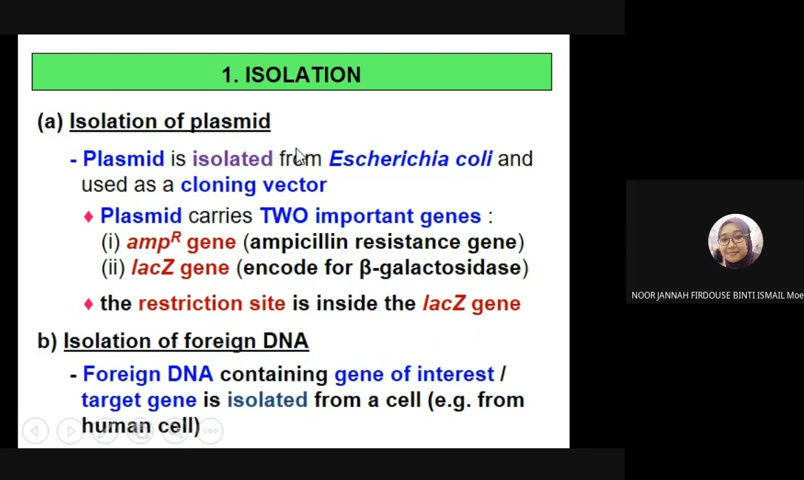 1. ISOLATION
(a) Isolation of plasmid
- Plasmid is isolated from Escherichia coli and
used as a cloning vector
♦ Plasmid carries TWO important genes :
(i) ampR gene (ampicillin resistance gene)
(ii) lacZ gene (encode for β-galactosidase)
♦ the restriction site is inside the lacZ gene
b) Isolation of foreign DNA
- Foreign DNA containing gene of interest /
target gene is isolated from a cell (e.g. from
human cell)
NOOR JANNAH FIRDOUSE BINTI ISMAIL Moe